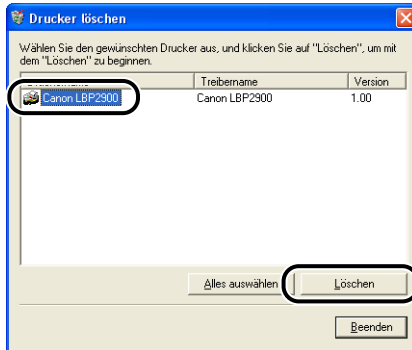 Drucker löschen
Wählen Sie den gewünschten Drucker aus, und klicken Sie auf "Löschen", um mit
dem "Löschen" zu beginnen.
Treibername Version
Canon LBP2900 Canon LBP2900 1.00
Alles auswählen Löschen
Beenden